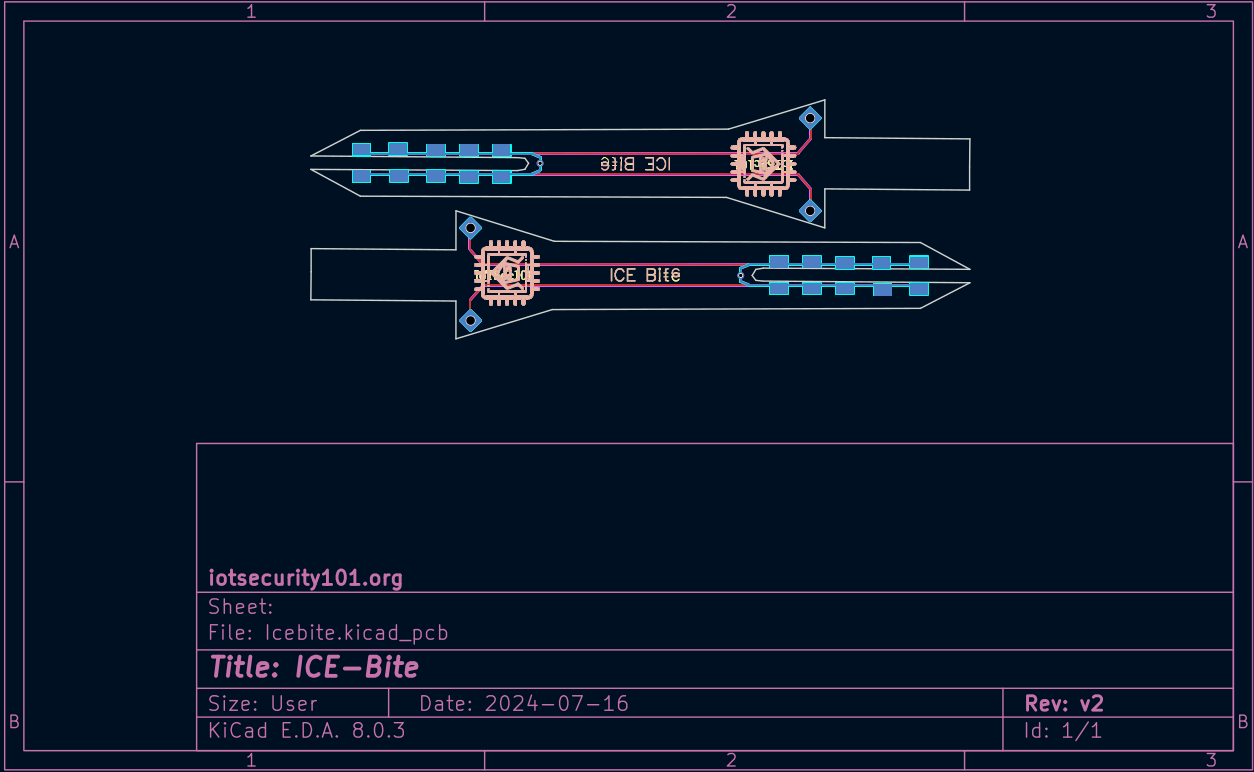 1 2 3
ICE BIte
A A
ICE BIte
iotsecurity101.org
Sheet:
File: Icebite.kicad_pcb
Title: ICE-Bite
Size: User Date: 2024-07-16 Rev: v2
B B
KiCad E.D.A. 8.0.3 Id: 1/1
1 2 3